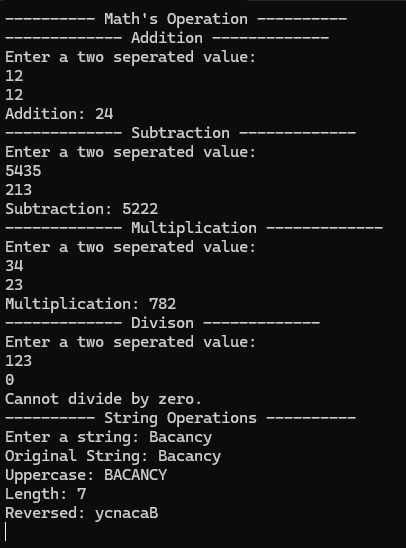 ---------- Math's Operation ----------
------------- Addition -------------
Enter a two seperated value:
12
12
Addition: 24
------------- Subtraction -------------
Enter a two seperated value:
5435
213
Subtraction: 5222
------------- Multiplication -------------
Enter a two seperated value:
34
23
Multiplication: 782
------------- Divison -------------
Enter a two seperated value:
123
0
Cannot divide by zero.
---------- String Operations ----------
Enter a string: Bacancy
Original String: Bacancy
Uppercase: BACANCY
Length: 7
Reversed: ycnacaB